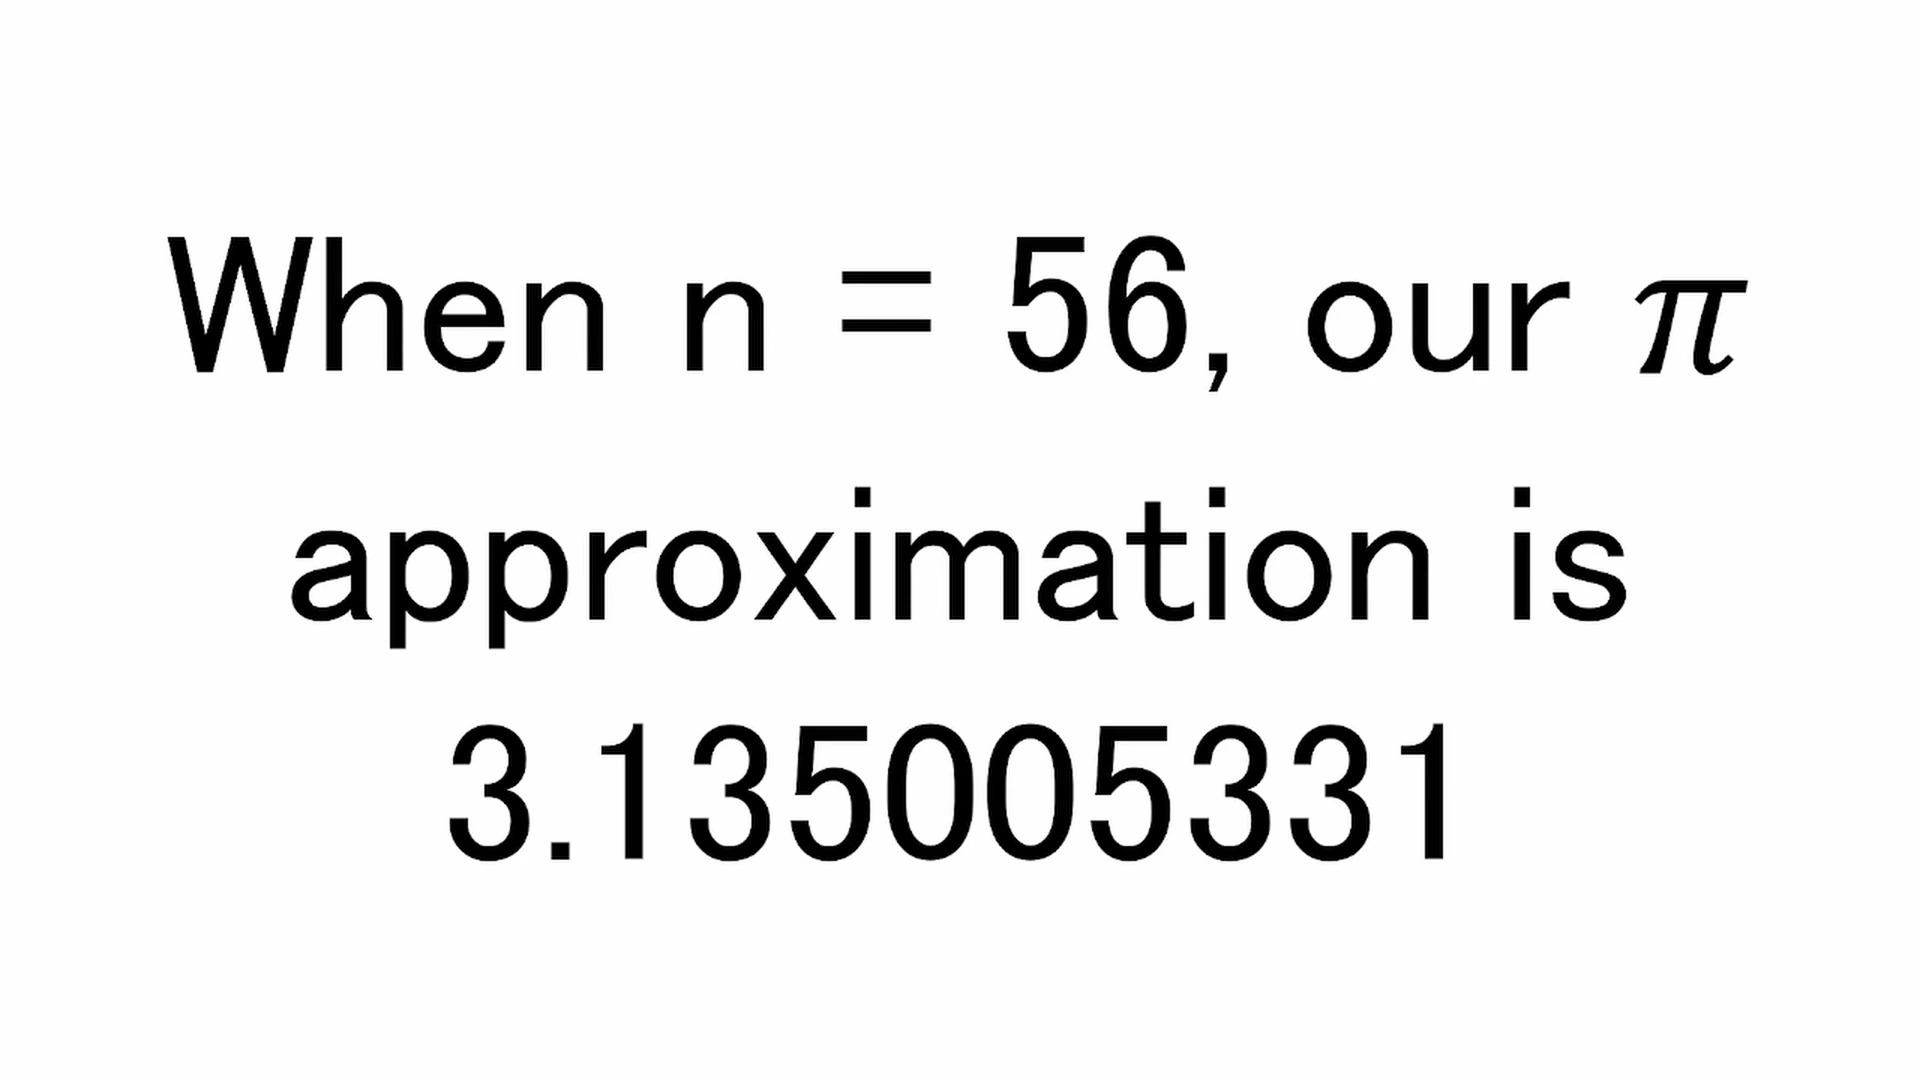 When n = 56, our π
approximation is
3.135005331